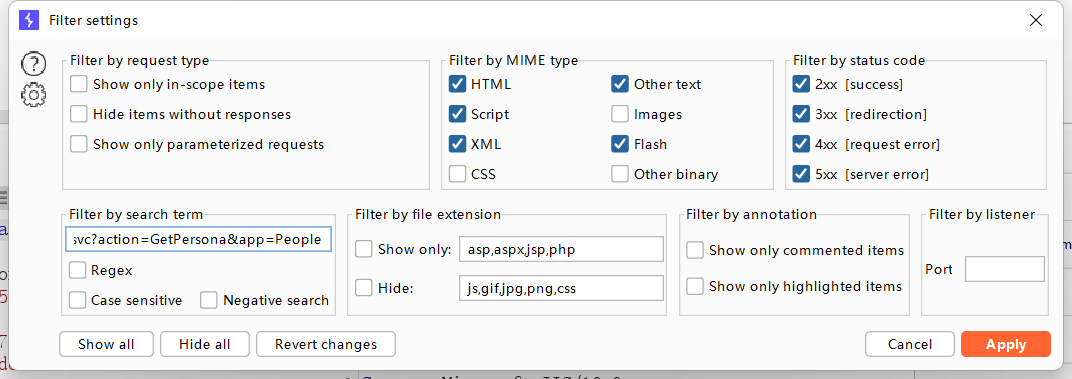 Filter settings
Filter by request type
Show only in-scope items
Hide items without responses
Show only parameterized requests
Filter by MIME type
HTML
Script
XML
CSS
Other text
Images
Flash
Other binary
Filter by status code
2xx [success]
3xx [redirection]
4xx [request error]
5xx [server error]
Filter by search term
svc?action=GetPersona&app=People
Regex
Case sensitive
Negative search
Filter by file extension
Show only: asp,aspx,jsp,php
Hide: js,gif,jpg,png,css
Filter by annotation
Show only commented items
Show only highlighted items
Filter by listener
Port
Show all
Hide all
Revert changes
Cancel
Apply